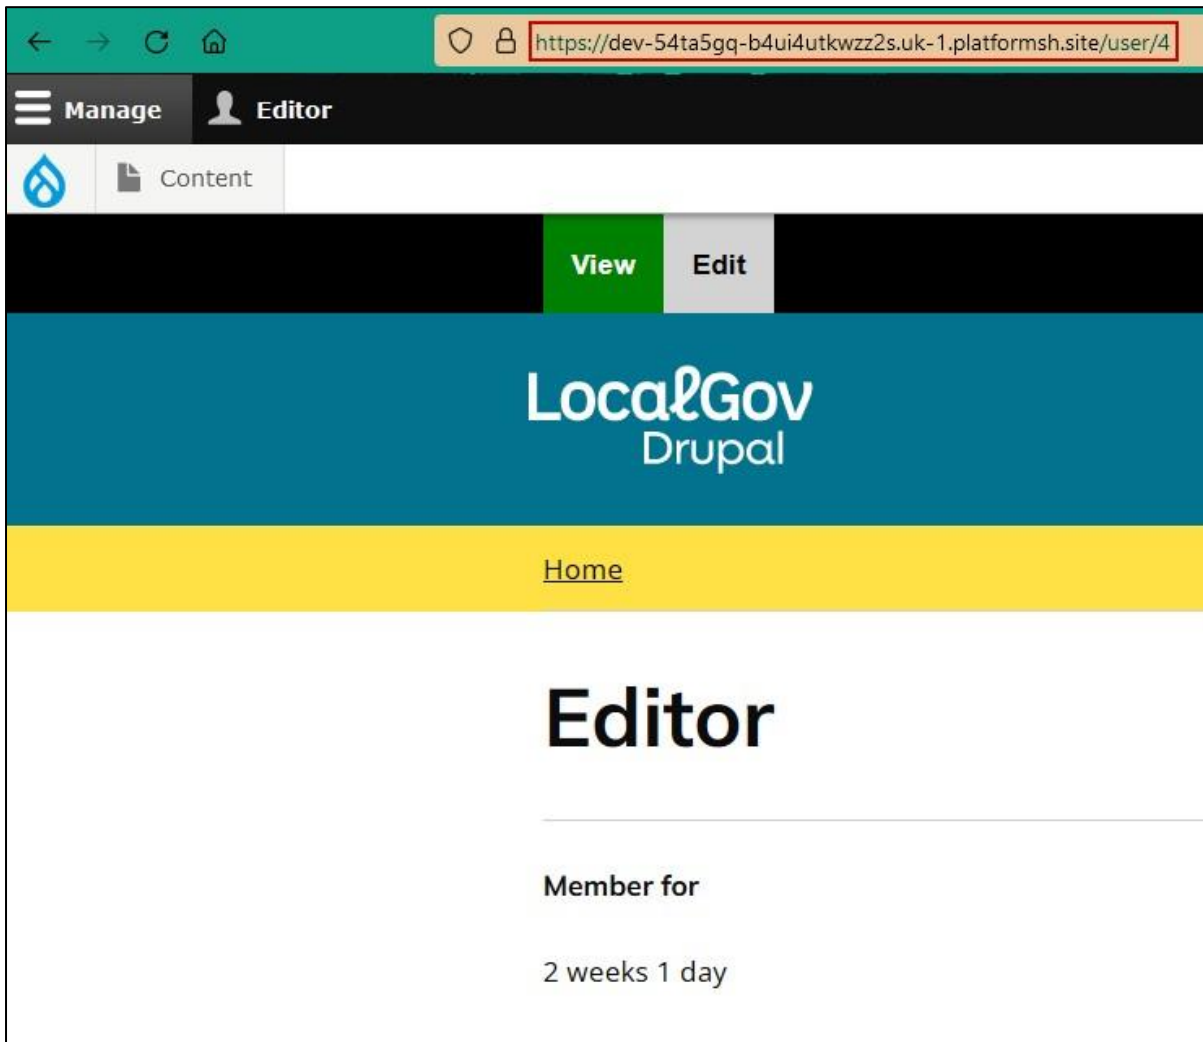 https://dev-54ta5gq-b4ui4utkwzz2s.uk-1.platformsh.site/user/4
Manage Editor
Content
View Edit
LocalGov
Drupal
Home
Editor
Member for
2 weeks 1 day